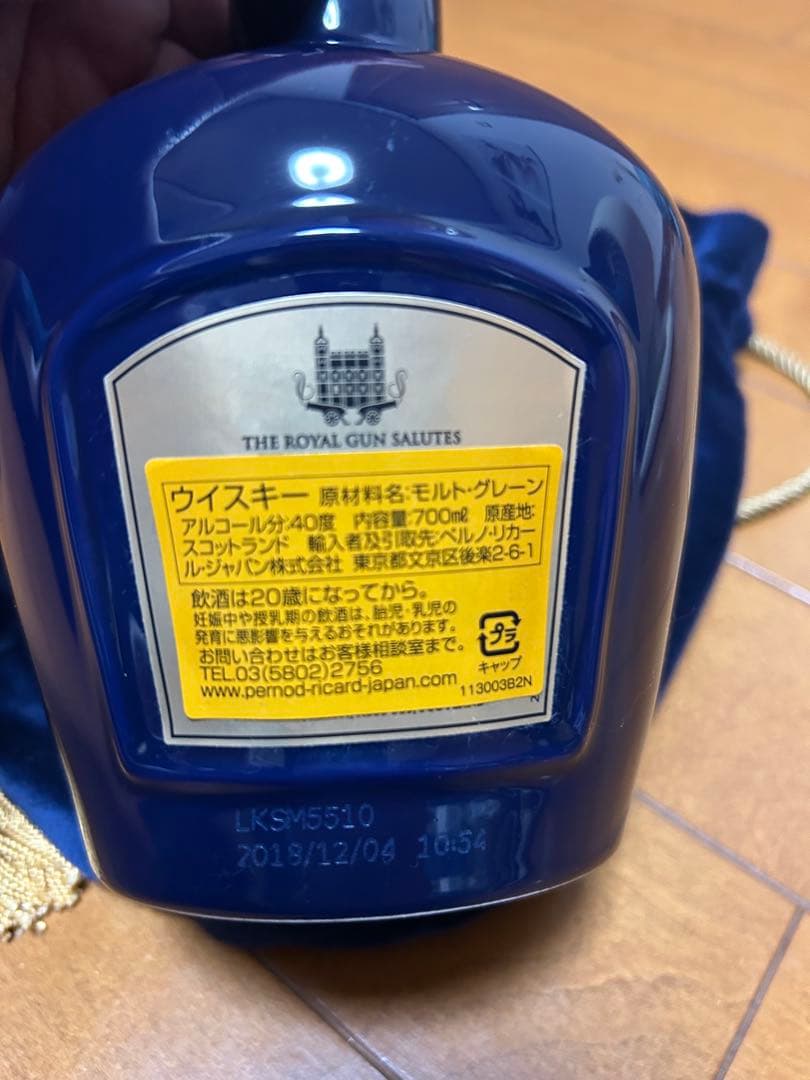 THE ROYAL GUN SALUTES
ウイスキー 原材料名:モルト・グレーン
アルコール分:40度 内容量:700㎖ 原産地:
スコットランド 輸入者及引取先:ペルノ・リカー
ル・ジャパン株式会社 東京都文京区後楽2-6-1
飲酒は20歳になってから。
妊娠中や授乳期の飲酒は、胎児・乳児の
発育に悪影響を与えるおそれがあります。
お問い合わせはお客様相談室まで。
TEL.03(5802)2756
www.pernod-ricard-japan.com
プラ
キャップ
113003B2N
LKSM5510
2018/12/04 10:54